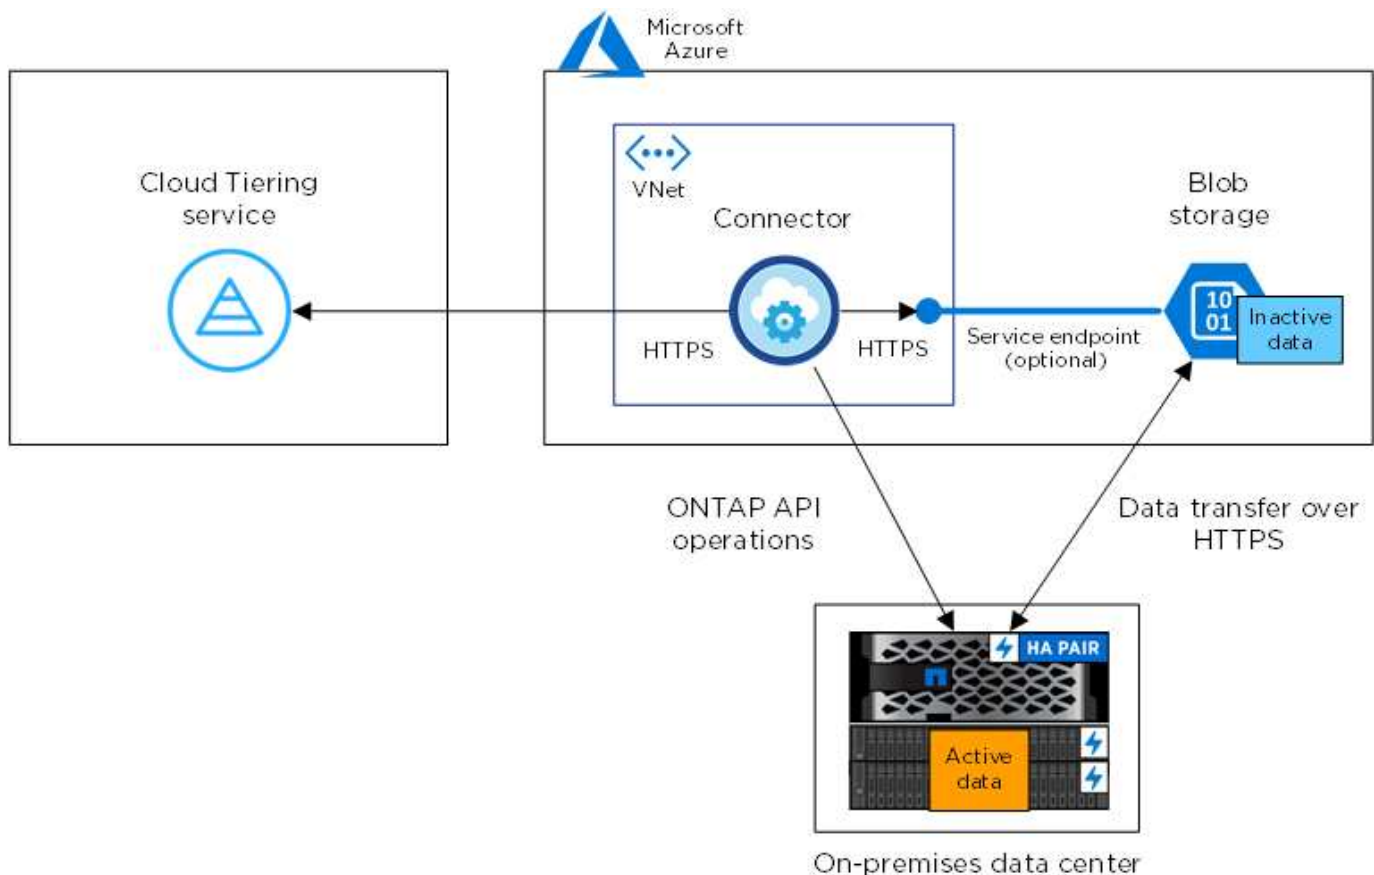 Microsoft
Azure
Cloud Tiering
service
VNet
Connector
Blob
storage
10
01
Inactive
data
HTTPS
HTTPS
Service endpoint
(optional)
ONTAP API
operations
Data transfer over
HTTPS
HA PAIR
Active
data
On-premises data center